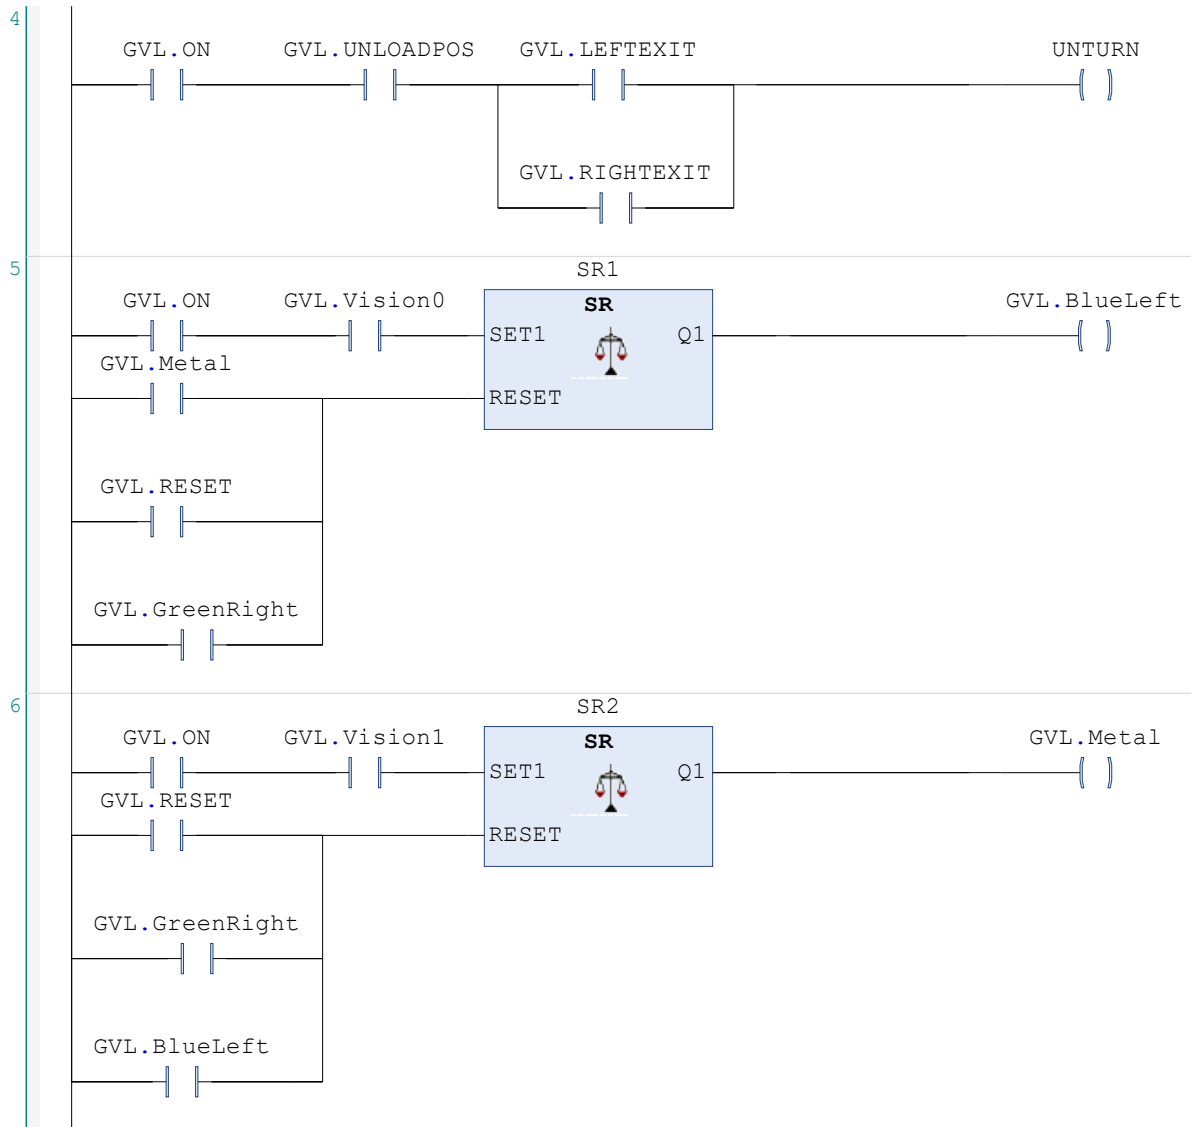 4
GVL.ON GVL.UNLOADPOS GVL.LEFTEXIT UNTURN
GVL.RIGHTEXIT
5
SR1
GVL.ON GVL.Vision0 SR GVL.BlueLeft
SET1 Q1
GVL.Metal
RESET
GVL.RESET
GVL.GreenRight
6
SR2
GVL.ON GVL.Vision1 SR GVL.Metal
SET1 Q1
GVL.RESET
RESET
GVL.GreenRight
GVL.BlueLeft